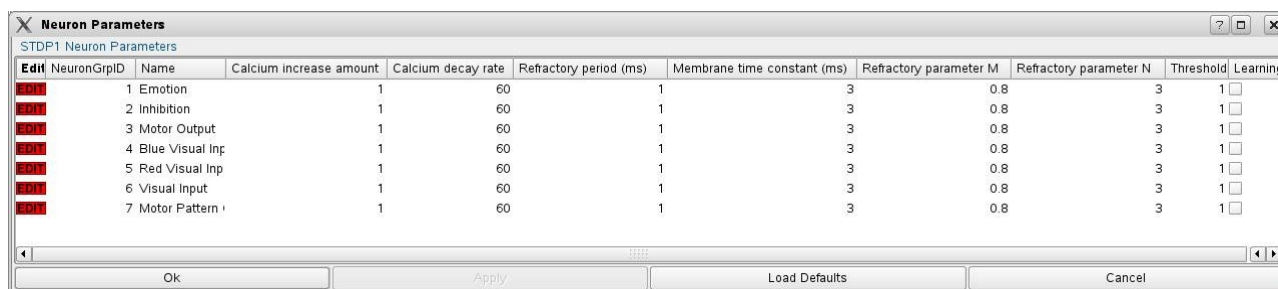 Neuron Parameters
STDP1 Neuron Parameters
Edit NeuronGrpID Name Calcium increase amount Calcium decay rate Refractory period (ms) Membrane time constant (ms) Refractory parameter M Refractory parameter N Threshold Learning
EDIT 1 Emotion 1 60 1 3 0.8 3 1
EDIT 2 Inhibition 1 60 1 3 0.8 3 1
EDIT 3 Motor Output 1 60 1 3 0.8 3 1
EDIT 4 Blue Visual Inp 1 60 1 3 0.8 3 1
EDIT 5 Red Visual Inp 1 60 1 3 0.8 3 1
EDIT 6 Visual Input 1 60 1 3 0.8 3 1
EDIT 7 Motor Pattern 1 60 1 3 0.8 3 1
Ok Apply Load Defaults Cancel